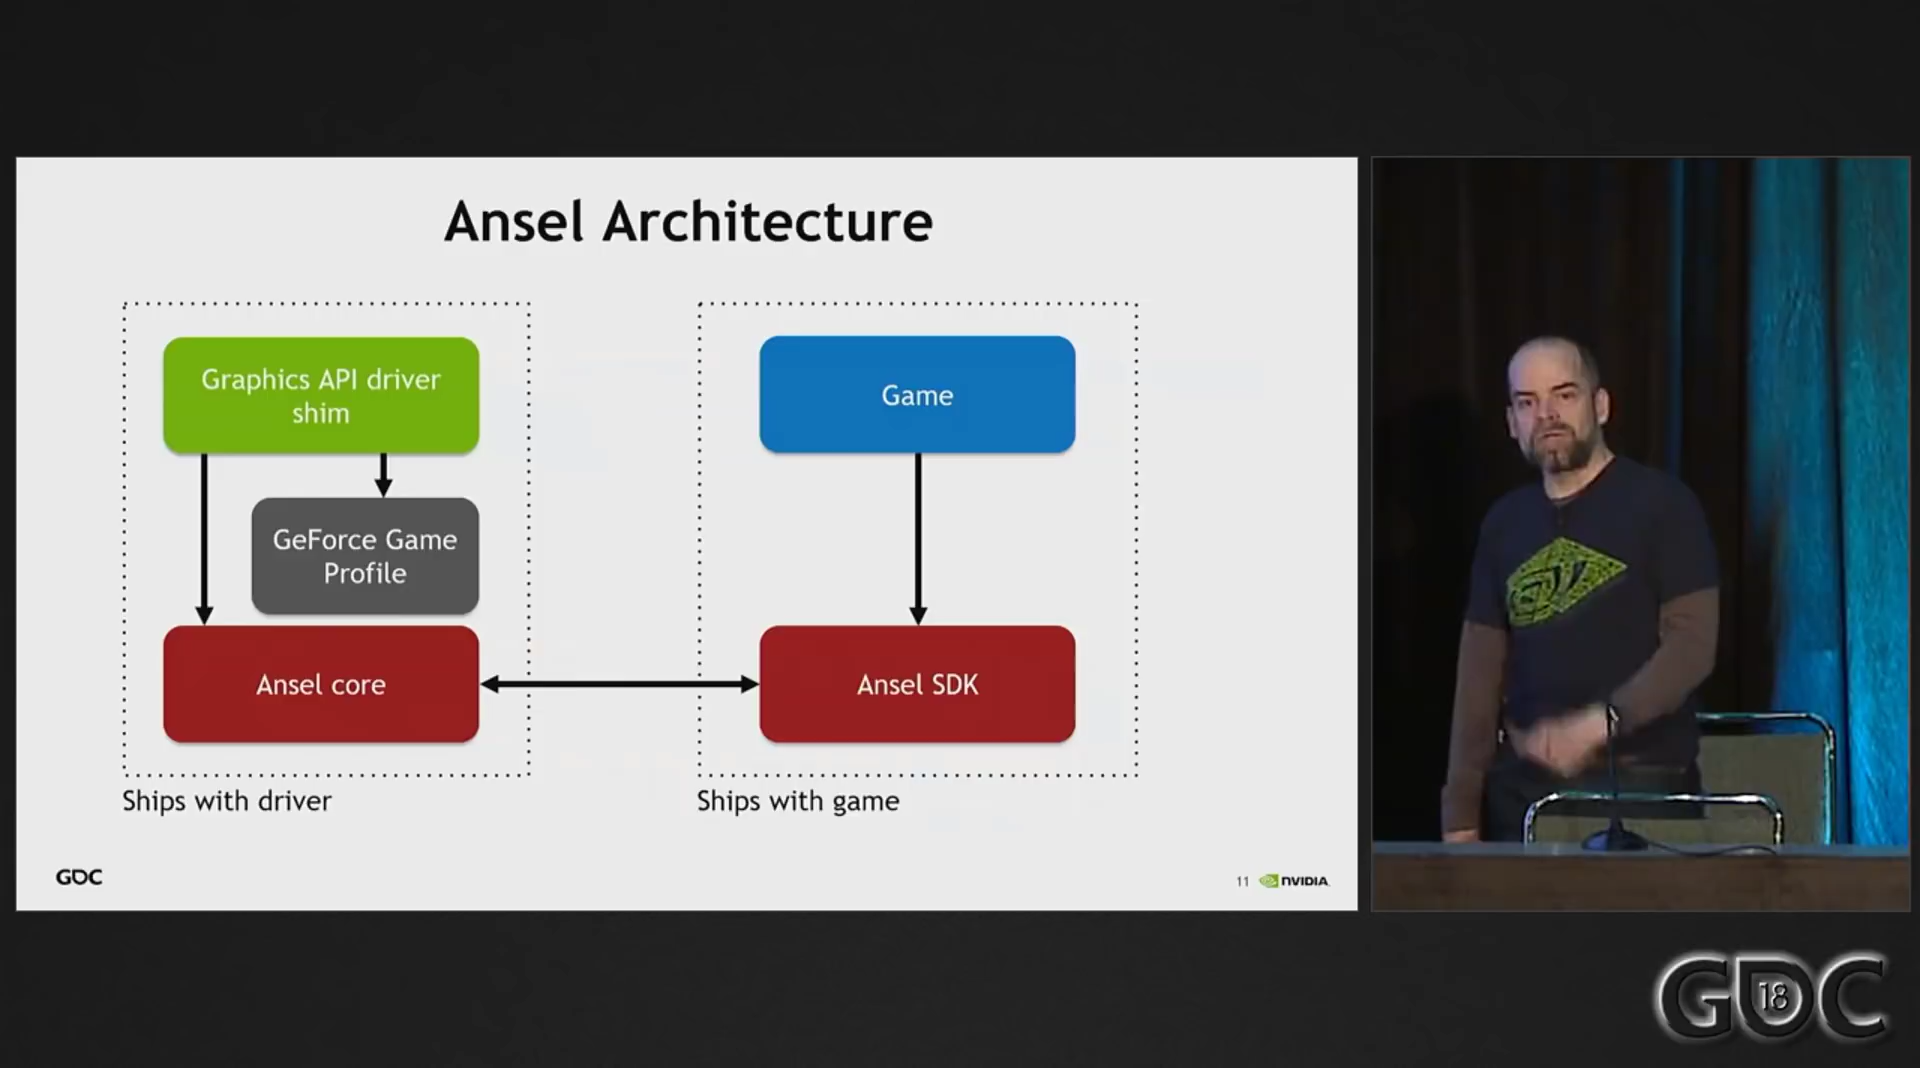 Ansel Architecture
Graphics API driver
shim
GeForce Game
Profile
Ansel core
Ships with driver
Game
Ansel SDK
Ships with game
GDC
11
NVIDIA
GDC
18